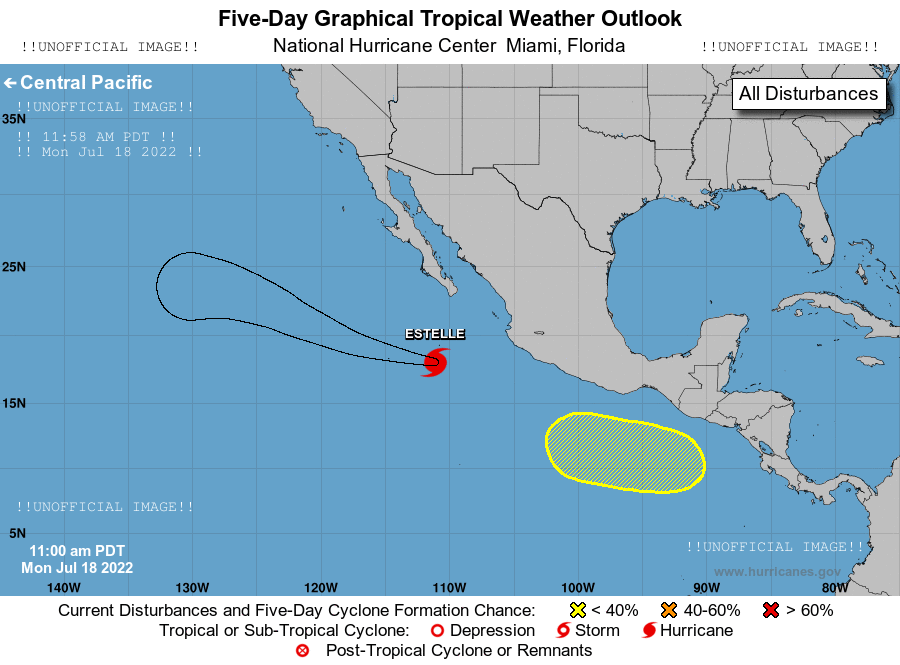 Five-Day Graphical Tropical Weather Outlook
!!UNOFFICIAL IMAGE!! National Hurricane Center Miami, Florida !!UNOFFICIAL IMAGE!!
← Central Pacific
All Disturbances
!!UNOFFICIAL IMAGE!!
35N
!! 11:58 AM PDT !!
!! Mon Jul 18 2022 !!
25N
ESTELLE
15N
!!UNOFFICIAL IMAGE!!
5N
!!UNOFFICIAL IMAGE!!
11:00 am PDT
Mon Jul 18 2022
www.hurricanes.gov
140W 130W 120W 110W 100W 90W 80W
Current Disturbances and Five-Day Cyclone Formation Chance: < 40% 40-60% > 60%
Tropical or Sub-Tropical Cyclone: Depression Storm Hurricane
Post-Tropical Cyclone or Remnants